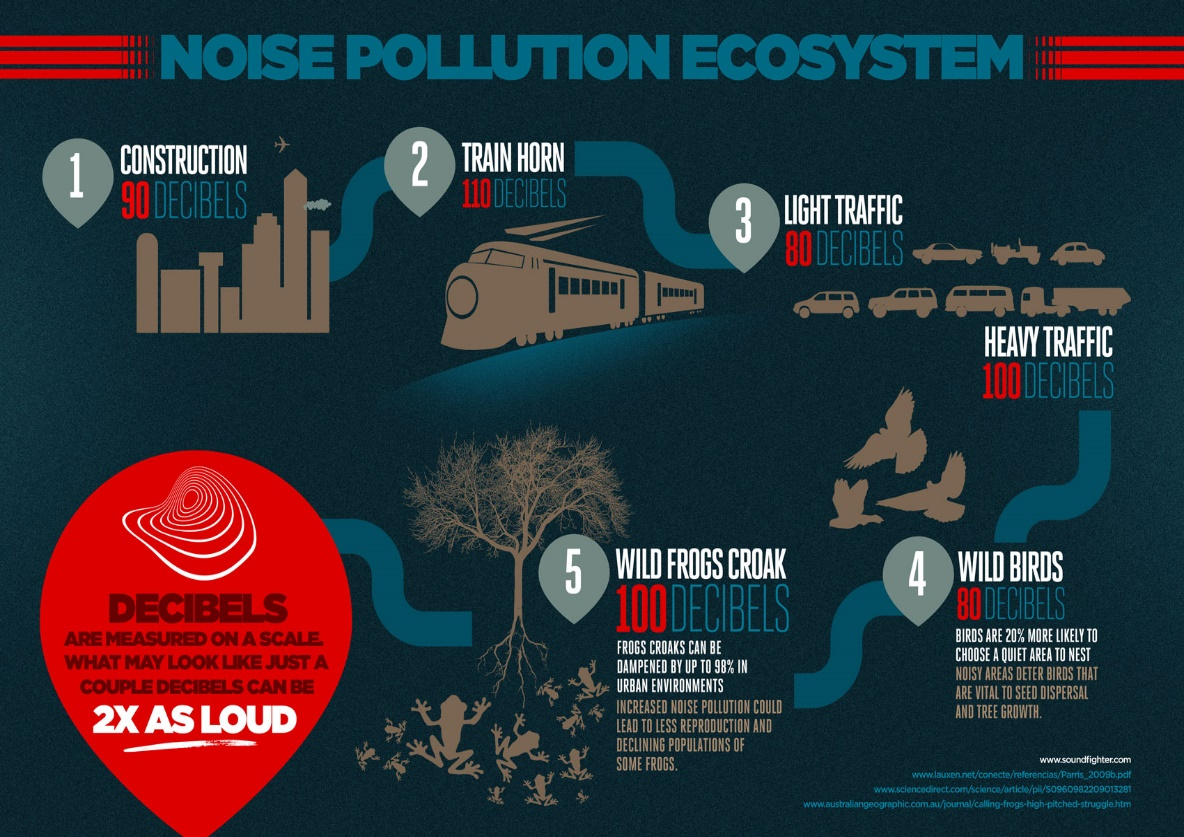 NOISE POLLUTION ECOSYSTEM
1
CONSTRUCTION
90 DECIBELS
2
TRAIN HORN
110 DECIBELS
3
LIGHT TRAFFIC
80 DECIBELS
HEAVY TRAFFIC
100 DECIBELS
4
WILD BIRDS
80 DECIBELS
BIRDS ARE 20% MORE LIKELY TO
CHOOSE A QUIET AREA TO NEST
NOISY AREAS DETER BIRDS THAT
ARE VITAL TO SEED DISPERSAL
AND TREE GROWTH.
5
WILD FROGS CROAK
100 DECIBELS
FROGS CROAKS CAN BE
DAMPENED BY UP TO 98% IN
URBAN ENVIRONMENTS
INCREASED NOISE POLLUTION COULD
LEAD TO LESS REPRODUCTION AND
DECLINING POPULATIONS OF
SOME FROGS.
DECIBELS
ARE MEASURED ON A SCALE.
WHAT MAY LOOK LIKE JUST A
COUPLE DECIBELS CAN BE
2X AS LOUD
www.soundfighter.com
www.lauxen.net/conecte/referencias/Parris_2009b.pdf
www.sciencedirect.com/science/article/pii/S0960982209013281
www.australiangeographic.com.au/journal/calling-frogs-high-pitched-struggle.htm